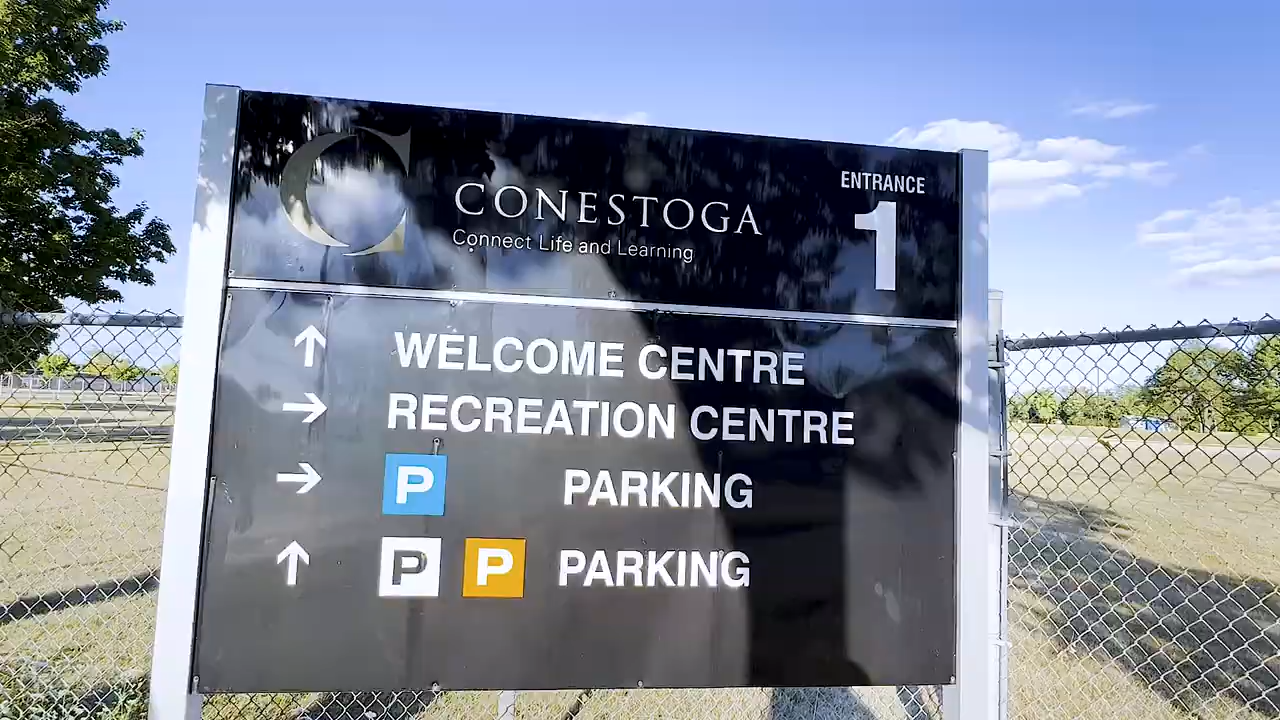 C
CONESTOGA
Connect Life and Learning
ENTRANCE
1
↑ WELCOME CENTRE
→ RECREATION CENTRE
→ P PARKING
↑ P P PARKING